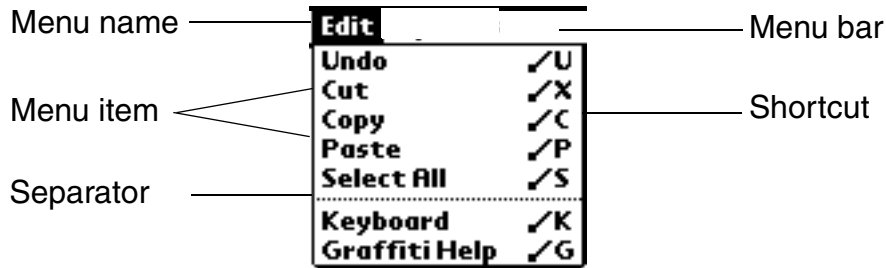 Menu name
Edit
Menu bar
Undo /U
Cut /X
Menu item
Copy /C
Shortcut
Paste /P
Select All /S
Separator
Keyboard /K
Graffiti Help /G